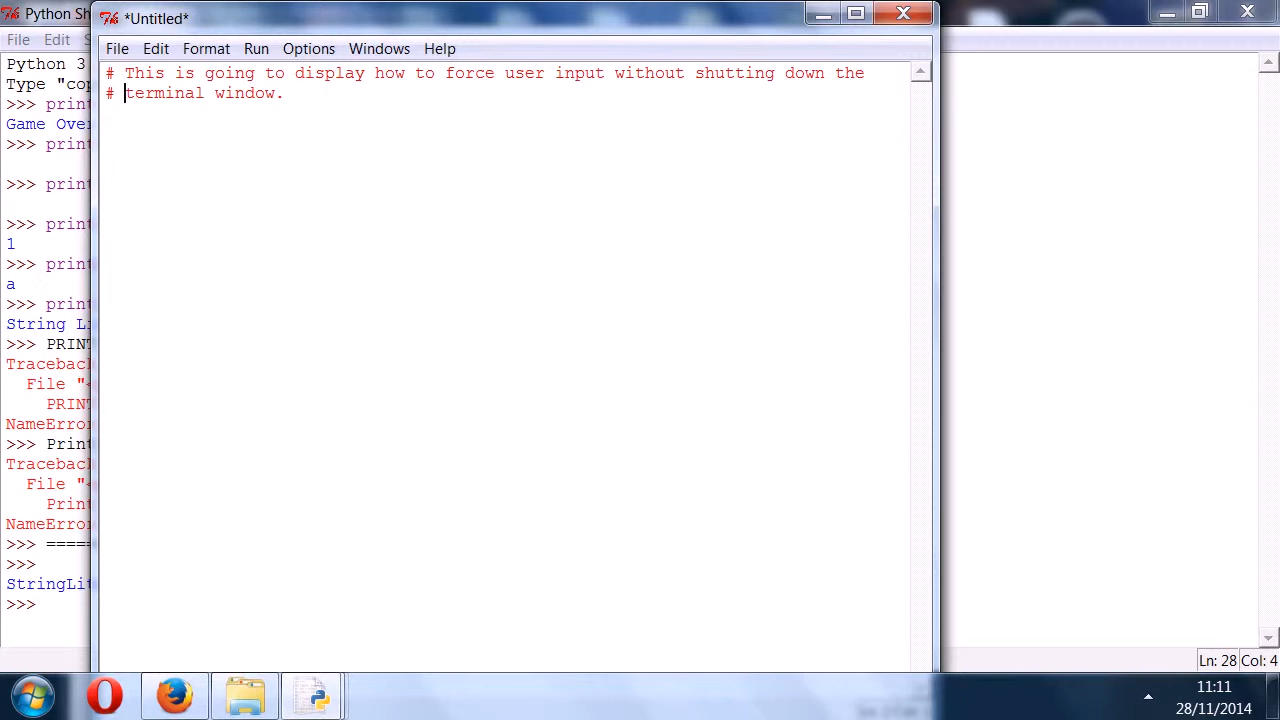 Python Sh
*Untitled*
File Edit S
File Edit Format Run Options Windows Help
# This is going to display how to force user input without shutting down the
# terminal window.
Python 3
Type "cop
>>> print
Game Over
>>> print
>>> print
>>> print
1
>>> print
a
>>> print
String Li
>>> PRINT
Traceback
File "<
PRINT
NameError
>>> Print
Traceback
File "<
Print
NameError
>>> =====
>>>
StringLit
>>>
Ln: 28 Col: 4
11:11
28/11/2014